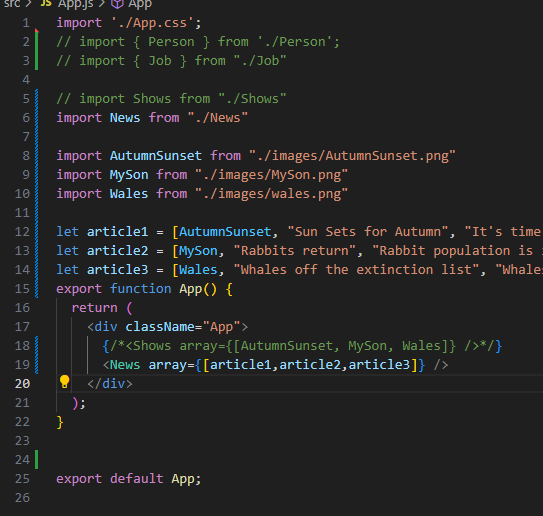 src > JS App.js > App
1 import './App.css';
2 // import { Person } from './Person';
3 // import { Job } from "./Job"
4
5 // import Shows from "./Shows"
6 import News from "./News"
7
8 import AutumnSunset from "./images/AutumnSunset.png"
9 import MySon from "./images/MySon.png"
10 import Wales from "./images/wales.png"
11
12 let article1 = [AutumnSunset, "Sun Sets for Autumn", "It's time
13 let article2 = [MySon, "Rabbits return", "Rabbit population is
14 let article3 = [Wales, "Whales off the extinction list", "Whale
15 export function App() {
16 return (
17 <div className="App">
18 {/*<Shows array={[AutumnSunset, MySon, Wales]} />*/}
19 <News array={[article1,article2,article3]} />
20 </div>
21 );
22 }
23
24
25 export default App;
26